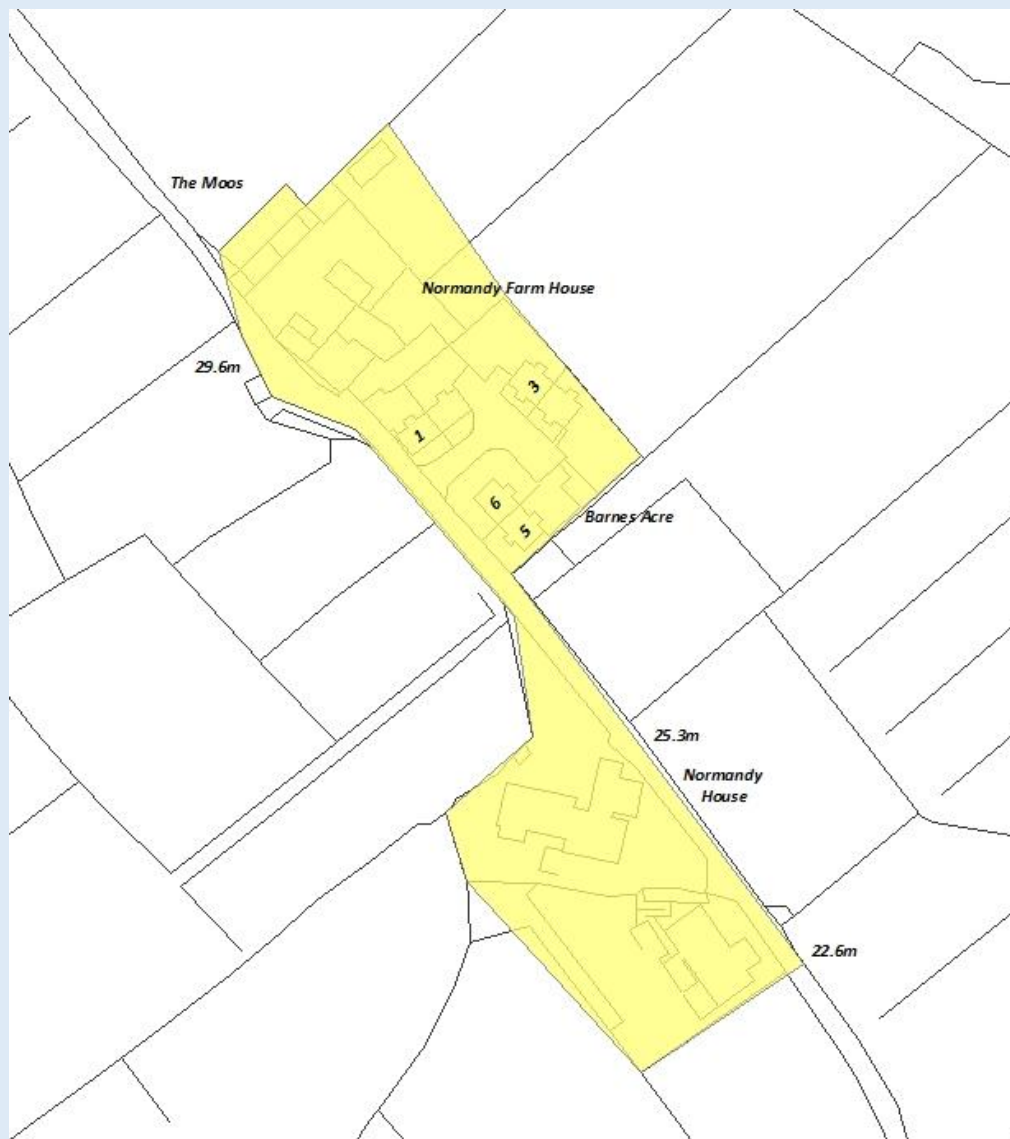 The Moos
Normandy Farm House
29.6m
3
1
6
5
Barnes Acre
25.3m
Normandy
House
22.6m